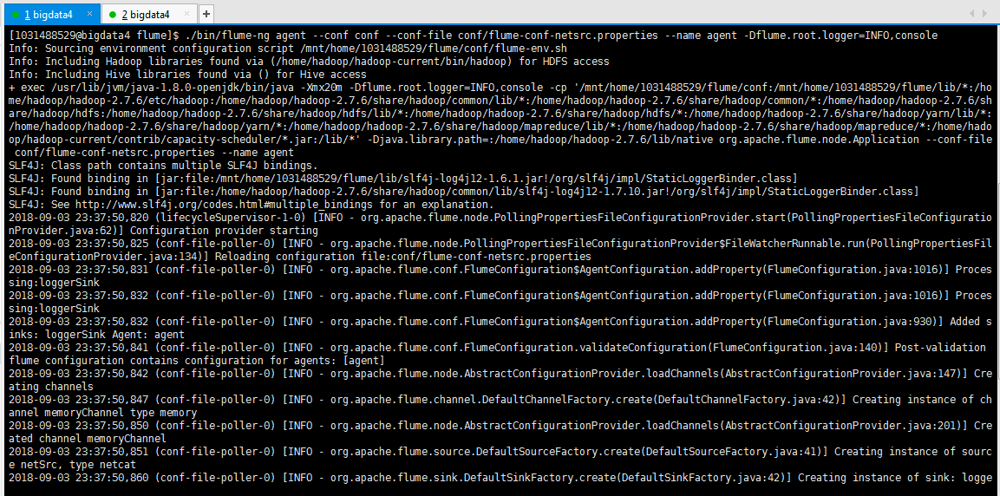 1 bigdata4 × 2 bigdata4 × +
[1031488529@bigdata4 flume]$ ./bin/flume-ng agent --conf conf --conf-file conf/flume-conf-netsrc.properties --name agent -Dflume.root.logger=INFO,console
Info: Sourcing environment configuration script /mnt/home/1031488529/flume/conf/flume-env.sh
Info: Including Hadoop libraries found via (/home/hadoop/hadoop-current/bin/hadoop) for HDFS access
Info: Including Hive libraries found via () for Hive access
+ exec /usr/lib/jvm/java-1.8.0-openjdk/bin/java -Xmx20m -Dflume.root.logger=INFO,console -cp '/mnt/home/1031488529/flume/conf:/mnt/home/1031488529/flume/lib/*:/ho
me/hadoop/hadoop-2.7.6/etc/hadoop:/home/hadoop/hadoop-2.7.6/share/hadoop/common/lib/*:/home/hadoop/hadoop-2.7.6/share/hadoop/common/*:/home/hadoop/hadoop-2.7.6/sh
are/hadoop/hdfs:/home/hadoop/hadoop-2.7.6/share/hadoop/hdfs/lib/*:/home/hadoop/hadoop-2.7.6/share/hadoop/hdfs/*:/home/hadoop/hadoop-2.7.6/share/hadoop/yarn/lib/*:
/home/hadoop/hadoop-2.7.6/share/hadoop/yarn/*:/home/hadoop/hadoop-2.7.6/share/hadoop/mapreduce/lib/*:/home/hadoop/hadoop-2.7.6/share/hadoop/mapreduce/*:/home/hado
op/hadoop-current/contrib/capacity-scheduler/*.jar:/lib/*' -Djava.library.path=:/home/hadoop/hadoop-2.7.6/lib/native org.apache.flume.node.Application --conf-file
 conf/flume-conf-netsrc.properties --name agent
SLF4J: Class path contains multiple SLF4J bindings.
SLF4J: Found binding in [jar:file:/mnt/home/1031488529/flume/lib/slf4j-log4j12-1.6.1.jar!/org/slf4j/impl/StaticLoggerBinder.class]
SLF4J: Found binding in [jar:file:/home/hadoop/hadoop-2.7.6/share/hadoop/common/lib/slf4j-log4j12-1.7.10.jar!/org/slf4j/impl/StaticLoggerBinder.class]
SLF4J: See http://www.slf4j.org/codes.html#multiple_bindings for an explanation.
2018-09-03 23:37:50,820 (lifecycleSupervisor-1-0) [INFO - org.apache.flume.node.PollingPropertiesFileConfigurationProvider.start(PollingPropertiesFileConfiguratio
nProvider.java:62)] Configuration provider starting
2018-09-03 23:37:50,825 (conf-file-poller-0) [INFO - org.apache.flume.node.PollingPropertiesFileConfigurationProvider$FileWatcherRunnable.run(PollingPropertiesFil
eConfigurationProvider.java:134)] Reloading configuration file:conf/flume-conf-netsrc.properties
2018-09-03 23:37:50,831 (conf-file-poller-0) [INFO - org.apache.flume.conf.FlumeConfiguration$AgentConfiguration.addProperty(FlumeConfiguration.java:1016)] Proces
sing:loggerSink
2018-09-03 23:37:50,832 (conf-file-poller-0) [INFO - org.apache.flume.conf.FlumeConfiguration$AgentConfiguration.addProperty(FlumeConfiguration.java:1016)] Proces
sing:loggerSink
2018-09-03 23:37:50,832 (conf-file-poller-0) [INFO - org.apache.flume.conf.FlumeConfiguration$AgentConfiguration.addProperty(FlumeConfiguration.java:930)] Added s
inks: loggerSink Agent: agent
2018-09-03 23:37:50,841 (conf-file-poller-0) [INFO - org.apache.flume.conf.FlumeConfiguration.validateConfiguration(FlumeConfiguration.java:140)] Post-validation
flume configuration contains configuration for agents: [agent]
2018-09-03 23:37:50,842 (conf-file-poller-0) [INFO - org.apache.flume.node.AbstractConfigurationProvider.loadChannels(AbstractConfigurationProvider.java:147)] Cre
ating channels
2018-09-03 23:37:50,847 (conf-file-poller-0) [INFO - org.apache.flume.channel.DefaultChannelFactory.create(DefaultChannelFactory.java:42)] Creating instance of ch
annel memoryChannel type memory
2018-09-03 23:37:50,850 (conf-file-poller-0) [INFO - org.apache.flume.node.AbstractConfigurationProvider.loadChannels(AbstractConfigurationProvider.java:201)] Cre
ated channel memoryChannel
2018-09-03 23:37:50,851 (conf-file-poller-0) [INFO - org.apache.flume.source.DefaultSourceFactory.create(DefaultSourceFactory.java:41)] Creating instance of sourc
e netSrc, type netcat
2018-09-03 23:37:50,860 (conf-file-poller-0) [INFO - org.apache.flume.sink.DefaultSinkFactory.create(DefaultSinkFactory.java:42)] Creating instance of sink: logge